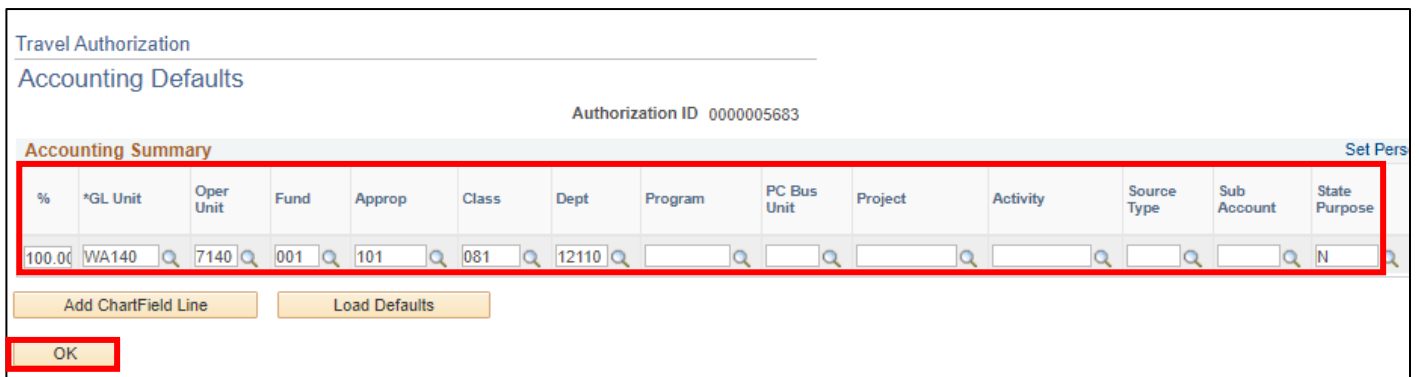 Travel Authorization
Accounting Defaults
Authorization ID 0000005683
Accounting Summary Set Pers
% *GL Unit Oper Unit Fund Approp Class Dept Program PC Bus Unit Project Activity Source Type Sub Account State Purpose
100.00 WA140 7140 001 101 081 12110 N
Add ChartField Line Load Defaults
OK